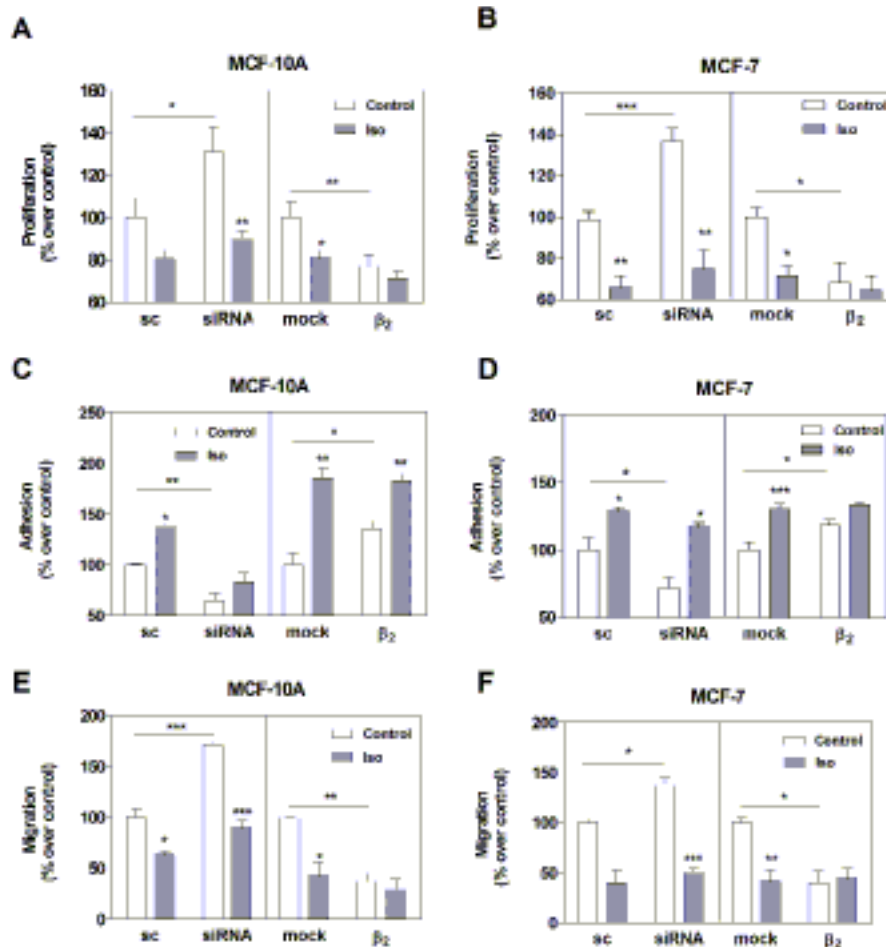 A
MCF-10A
Proliferation
(% over control)
160
140
120
100
80
60
*
**
**
*
Control
Iso
sc
siRNA
mock
β2
B
MCF-7
Proliferation
(% over control)
160
140
120
100
80
60
***
**
**
*
*
Control
Iso
sc
siRNA
mock
β2
C
MCF-10A
Adhesion
(% over control)
250
200
150
100
50
Control
Iso
**
*
*
**
**
sc
siRNA
mock
β2
D
MCF-7
Adhesion
(% over control)
200
150
100
50
Control
Iso
*
*
*
*
***
sc
siRNA
mock
β2
E
MCF-10A
Migration
(% over control)
200
150
100
50
0
Control
Iso
***
*
***
**
*
sc
siRNA
mock
β2
F
MCF-7
Migration
(% over control)
200
150
100
50
0
Control
Iso
*
***
*
**
sc
siRNA
mock
β2